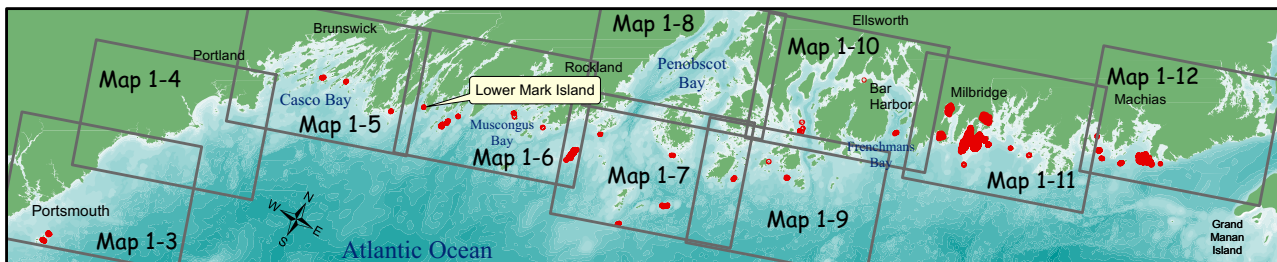 Map 1-8
Ellsworth
Brunswick
Map 1-10
Portland
Map 1-4
Rockland
Penobscot
Bay
Map 1-12
Lower Mark Island
Bar
Harbor
Milbridge
Machias
Casco Bay
Map 1-5
Muscongus
Bay
Frenchmans
Bay
Map 1-6
Map 1-7
Map 1-11
Portsmouth
N
W
E
S
Map 1-3
Atlantic Ocean
Map 1-9
Grand
Manan
Island